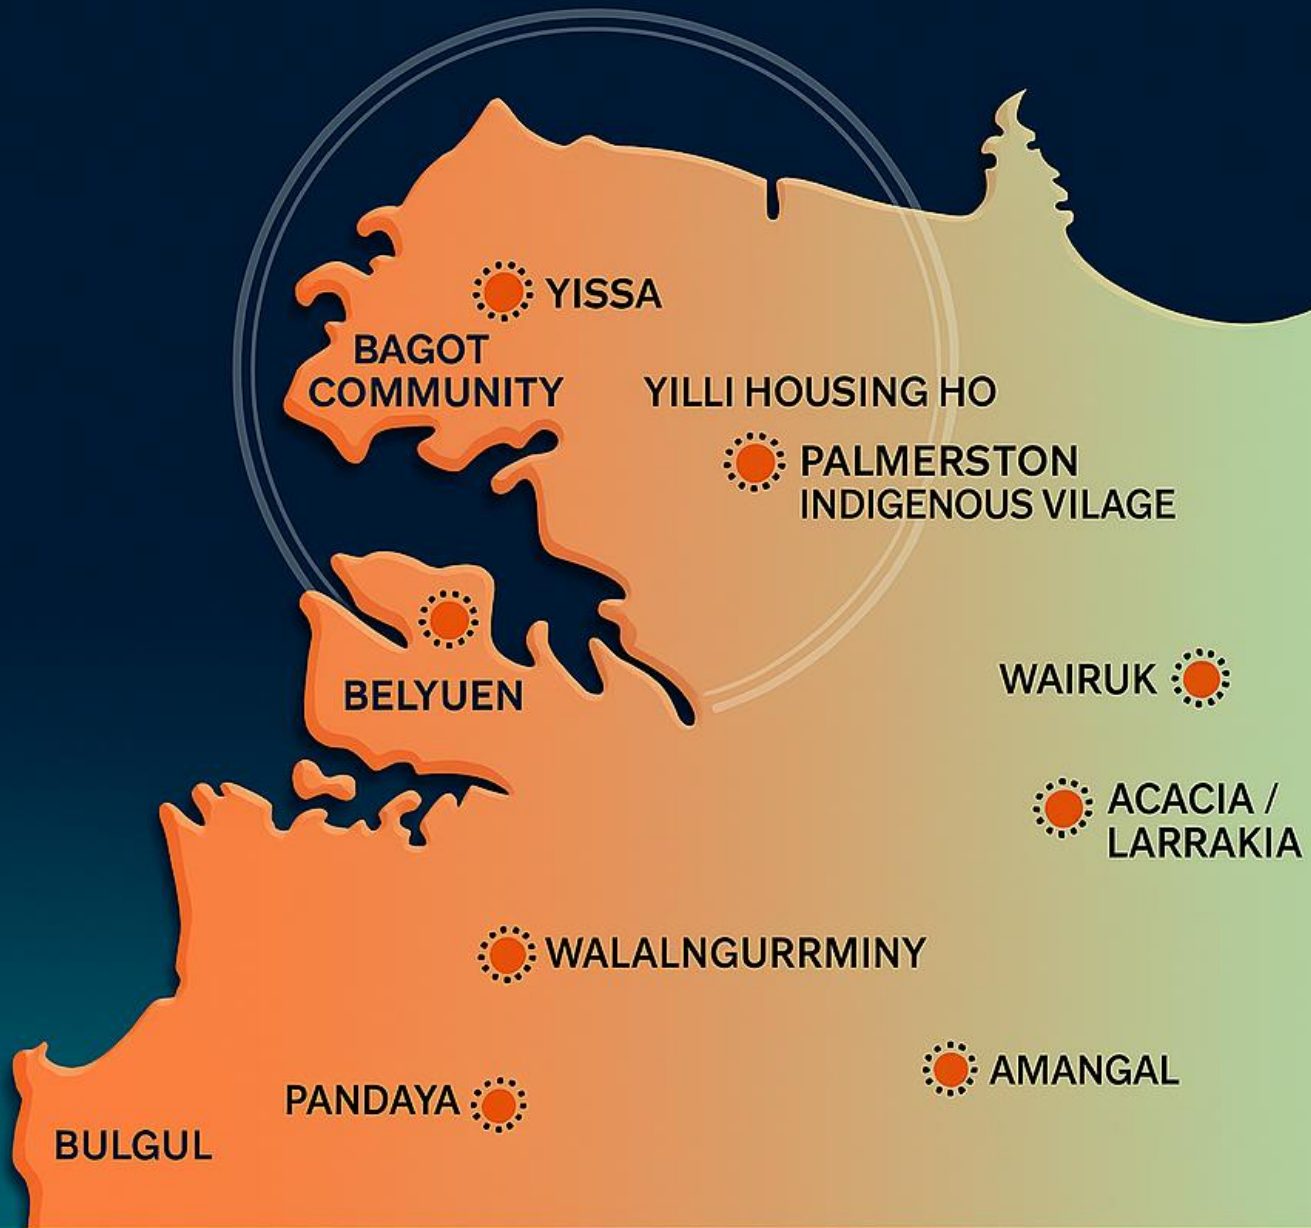 YISSA
BAGOT
COMMUNITY
YILLI HOUSING HO
PALMERSTON
INDIGENOUS VILAGE
BELYUEN
WAIRUK
ACACIA /
LARRAKIA
WALALNGURRMINY
AMANGAL
PANDAYA
BULGUL